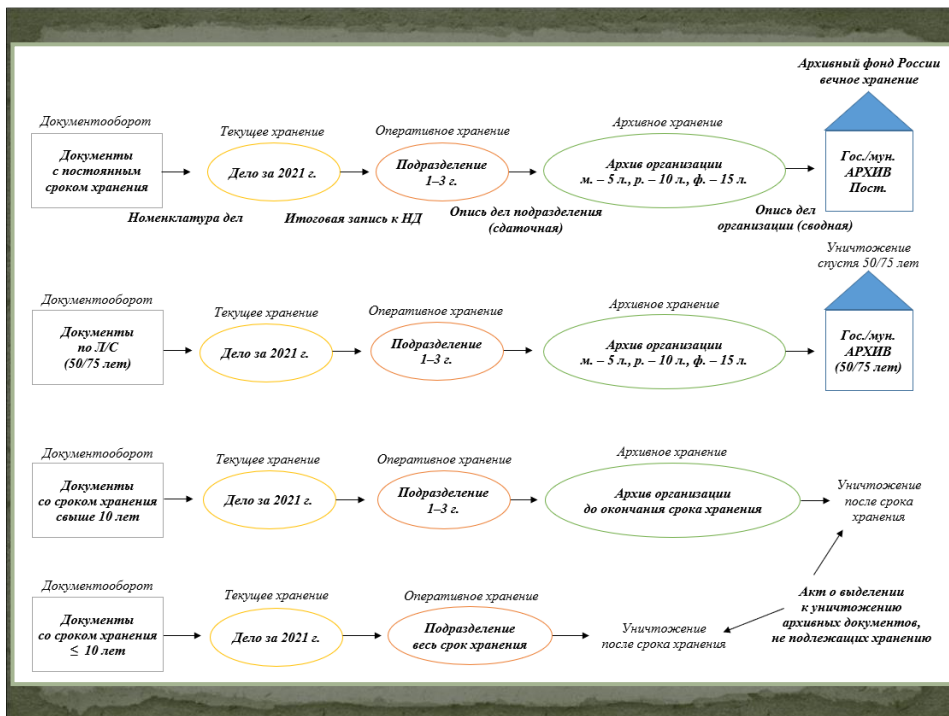 Архивный фонд России
вечное хранение
Документооборот
Текущее хранение
Оперативное хранение
Архивное хранение
Документы
с постоянным
сроком хранения
Дело за 2021 г.
Подразделение
1–3 г.
Архив организации
м. – 5 л., р. – 10 л., ф. – 15 л.
Гос./мун.
АРХИВ
Пост.
Номенклатура дел
Итоговая запись к НД
Опись дел подразделения
(сдаточная)
Опись дел
организации (сводная)
Уничтожение
спустя 50/75 лет
Документооборот
Текущее хранение
Оперативное хранение
Архивное хранение
Документы
по Л/С
(50/75 лет)
Дело за 2021 г.
Подразделение
1–3 г.
Архив организации
м. – 5 л., р. – 10 л., ф. – 15 л.
Гос./мун.
АРХИВ
(50/75 лет)
Документооборот
Текущее хранение
Оперативное хранение
Архивное хранение
Документы
со сроком хранения
свыше 10 лет
Дело за 2021 г.
Подразделение
1–3 г.
Архив организации
до окончания срока хранения
Уничтожение
после срока
хранения
Документооборот
Текущее хранение
Оперативное хранение
Документы
со сроком хранения
≤ 10 лет
Дело за 2021 г.
Подразделение
весь срок хранения
Уничтожение
после срока хранения
Акт о выделении
к уничтожению
архивных документов,
не подлежащих хранению